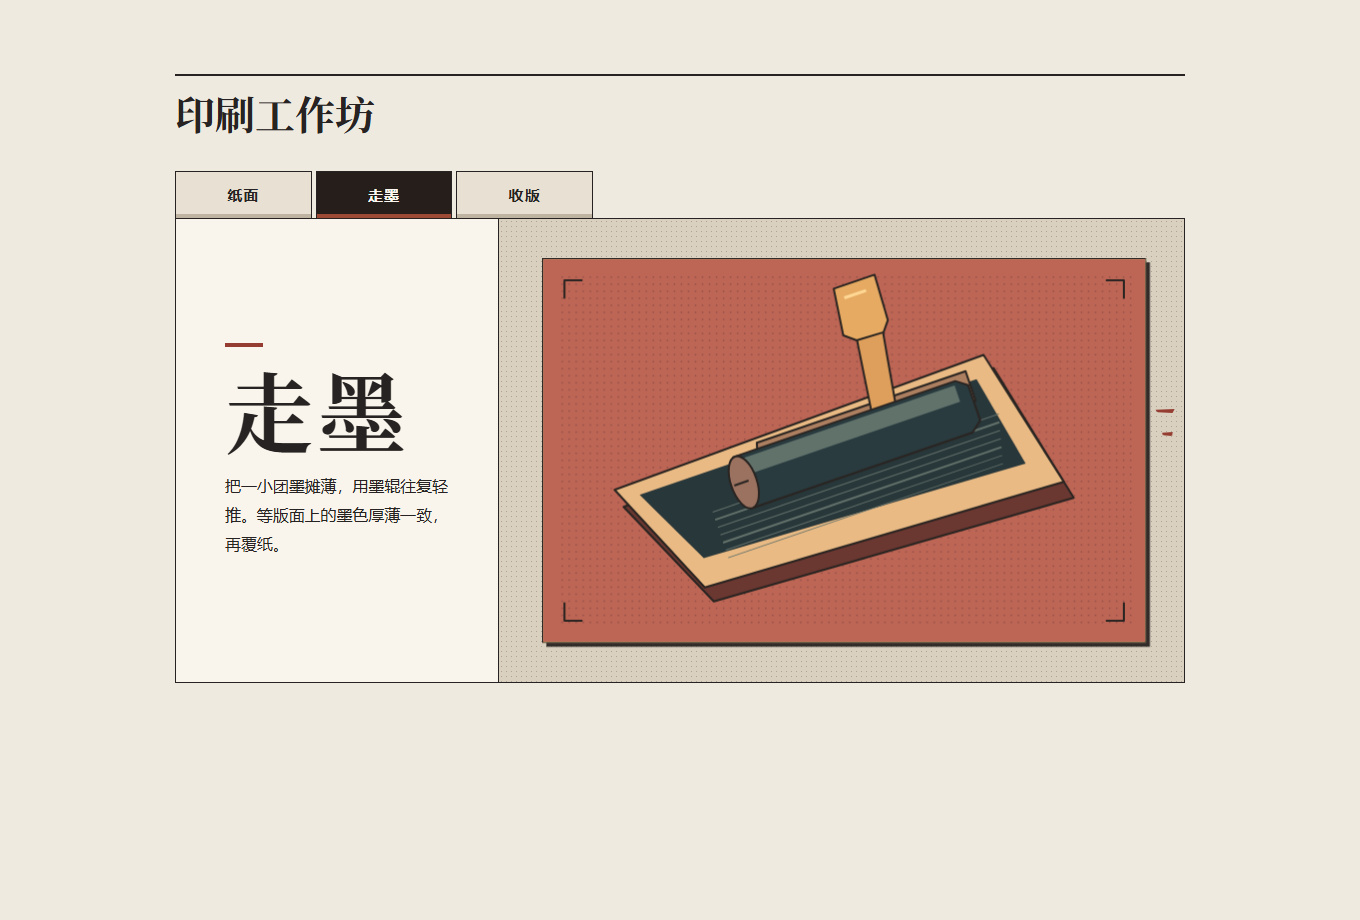 印刷工作坊
纸面
走墨
收版
走墨
把一小团墨摊薄，用墨辊往复轻
推。等版面上的墨色厚薄一致，
再覆纸。